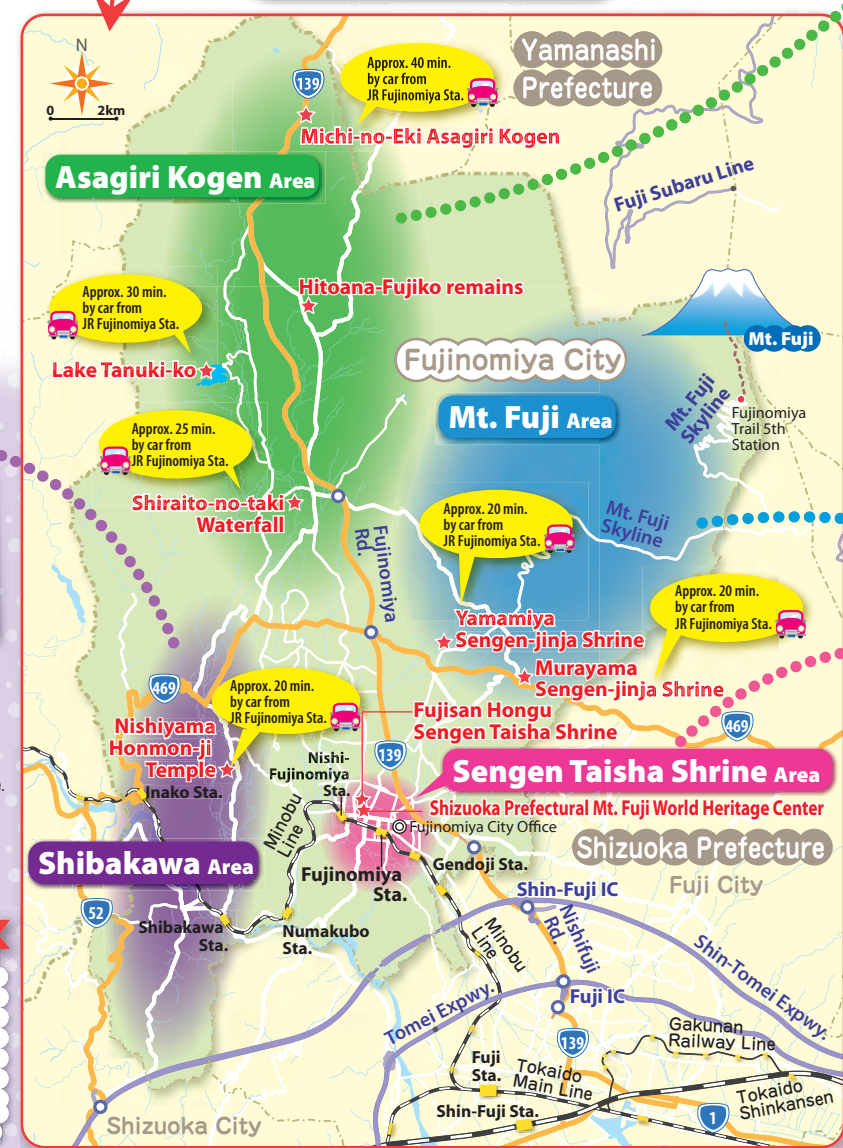 N
0 2km
139
Approx. 40 min.
by car from
JR Fujinomiya Sta.
Yamanashi
Prefecture
Michi-no-Eki Asagiri Kogen
Asagiri Kogen Area
Fuji Subaru Line
Approx. 30 min.
by car from
JR Fujinomiya Sta.
Hitoana-Fujiko remains
Mt. Fuji
Lake Tanuki-ko
Fujinomiya City
Mt. Fuji Area
Mt. Fuji
Skyline
Fujinomiya
Trail 5th
Station
Approx. 25 min.
by car from
JR Fujinomiya Sta.
Shiraito-no-taki
Waterfall
Approx. 20 min.
by car from
JR Fujinomiya Sta.
Mt. Fuji
Skyline
Fujinomiya
Rd.
Approx. 20 min.
by car from
JR Fujinomiya Sta.
Yamamiya
Sengen-jinja Shrine
Murayama
Sengen-jinja Shrine
469
Approx. 20 min.
by car from
JR Fujinomiya Sta.
Fujisan Hongu
Sengen Taisha Shrine
469
Nishiyama
Honmon-ji
Temple
Nishi-
Fujinomiya
Sta.
139
Sengen Taisha Shrine Area
Inako Sta.
Minobu
Line
Shizuoka Prefectural Mt. Fuji World Heritage Center
Fujinomiya City Office
Shizuoka Prefecture
Shibakawa Area
Fujinomiya
Sta.
Gendoji Sta.
Fuji City
Shin-Fuji IC
52
Shibakawa
Sta.
Numakubo
Sta.
Minobu
Line
Nishifuji
Rd.
Shin-Tomei Expwy.
Tomei Expwy.
Fuji IC
139
Gakunan
Railway Line
Fuji
Sta.
Tokaido
Main Line
Shin-Fuji Sta.
1
Tokaido
Shinkansen
Shizuoka City
e.